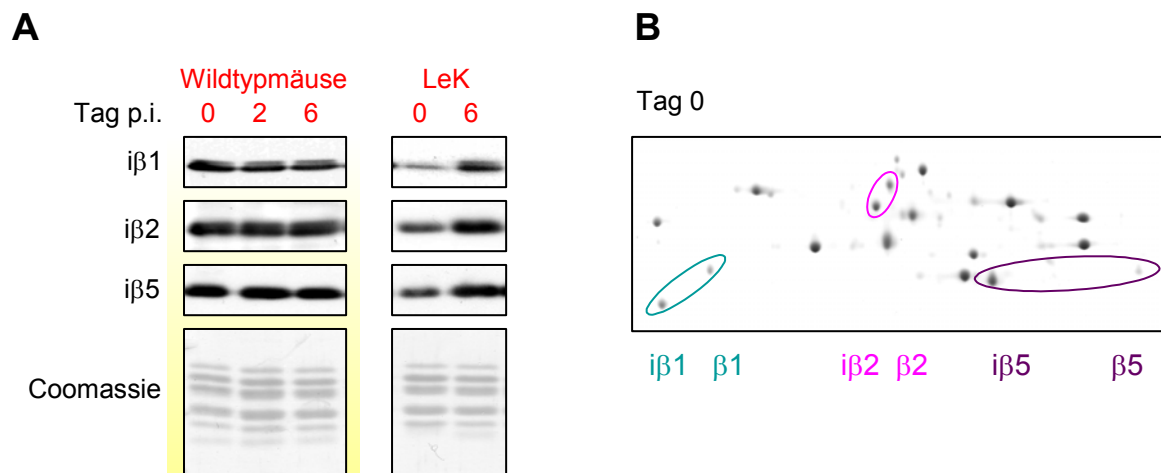 A
Wildtypmäuse LeK
Tag p.i. 0 2 6 0 6
iβ1
iβ2
iβ5
Coomassie
B
Tag 0
iβ1 β1 iβ2 β2 iβ5 β5